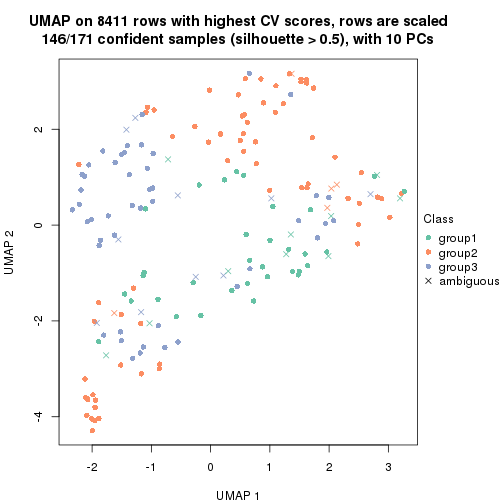 UMAP on 8411 rows with highest CV scores, rows are scaled
146/171 confident samples (silhouette > 0.5), with 10 PCs
2
0
-2
-4
UMAP 2
-2
-1
0
1
2
3
UMAP 1
Class
group1
group2
group3
ambiguous